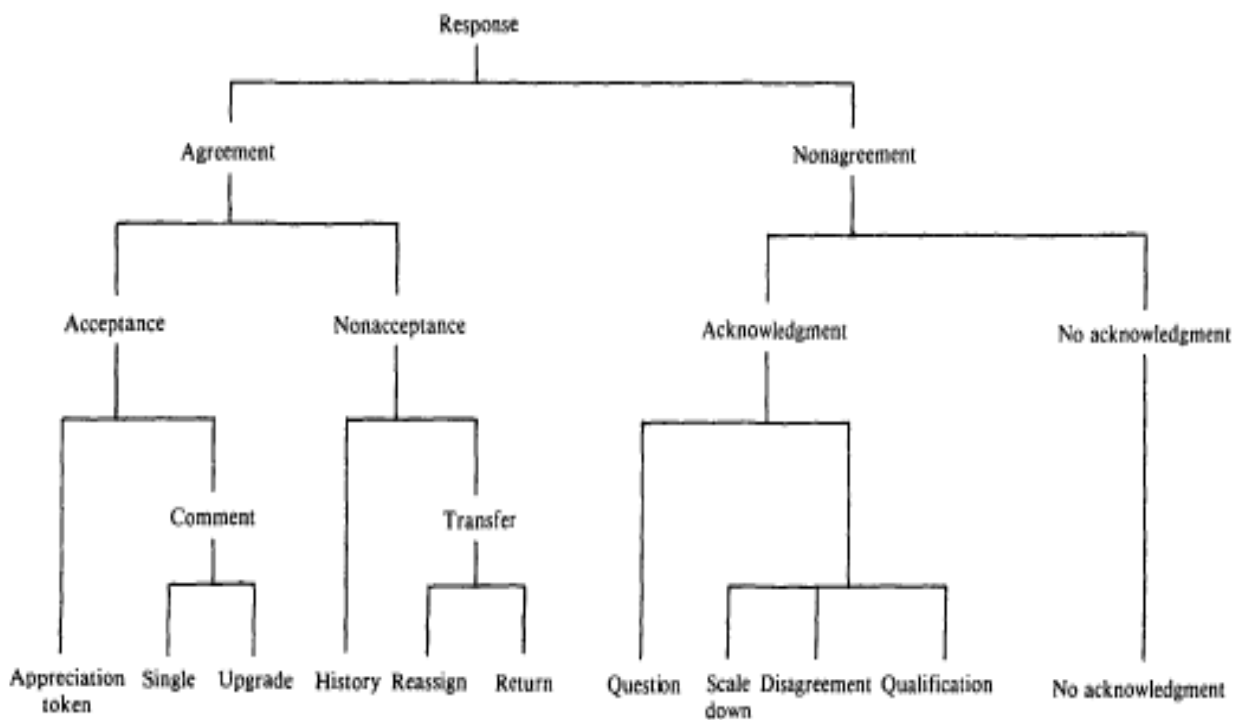 Response
Agreement
Nonagreement
Acceptance
Nonacceptance
Acknowledgment
No acknowledgment
Comment
Transfer
Appreciation token
Single
Upgrade
History
Reassign
Return
Question
Scale down
Disagreement
Qualification
No acknowledgment